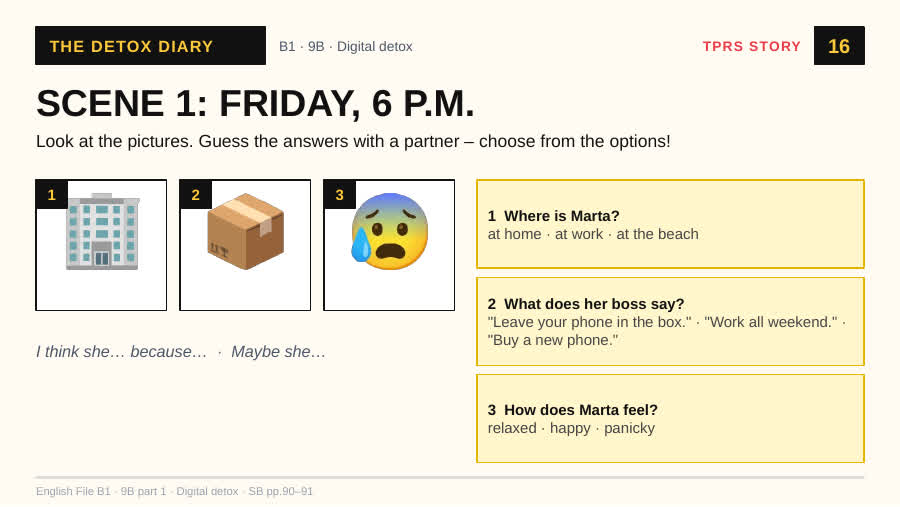 THE DETOX DIARY
B1 · 9B · Digital detox
TPRS STORY
16
SCENE 1: FRIDAY, 6 P.M.
Look at the pictures. Guess the answers with a partner – choose from the options!
1
2
3
I think she… because…  ·  Maybe she…
1  Where is Marta?
at home · at work · at the beach
2  What does her boss say?
"Leave your phone in the box." · "Work all weekend." ·
"Buy a new phone."
3  How does Marta feel?
relaxed · happy · panicky
English File B1 · 9B part 1 · Digital detox · SB pp.90–91